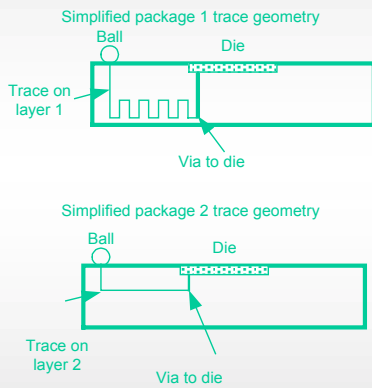 Simplified package 1 trace geometry
Ball
Die
Trace on
layer 1
Via to die
Simplified package 2 trace geometry
Ball
Die
Trace on
layer 2
Via to die